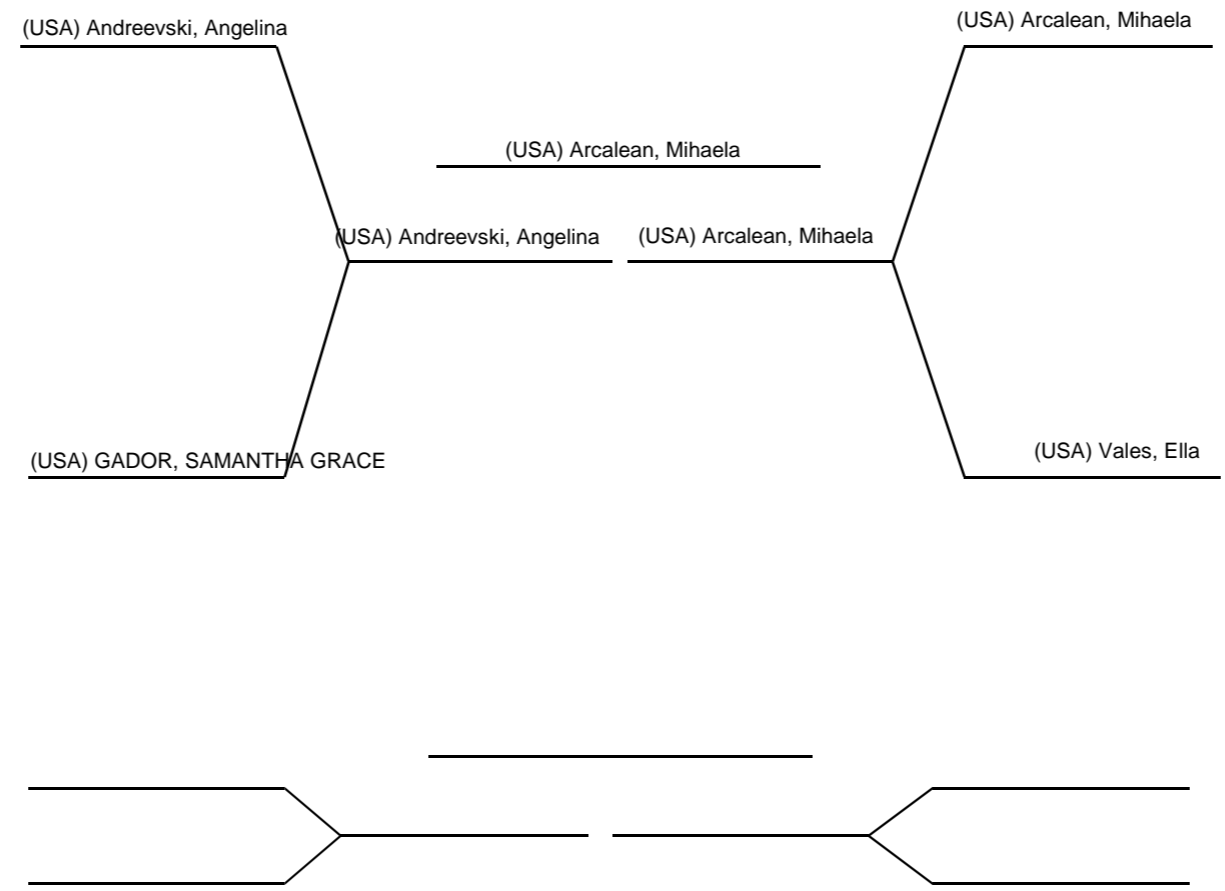 (USA) Andreevski, Angelina
(USA) Arcalean, Mihaela
(USA) Arcalean, Mihaela
(USA) Andreevski, Angelina
(USA) Arcalean, Mihaela
(USA) GADOR, SAMANTHA GRACE
(USA) Vales, Ella